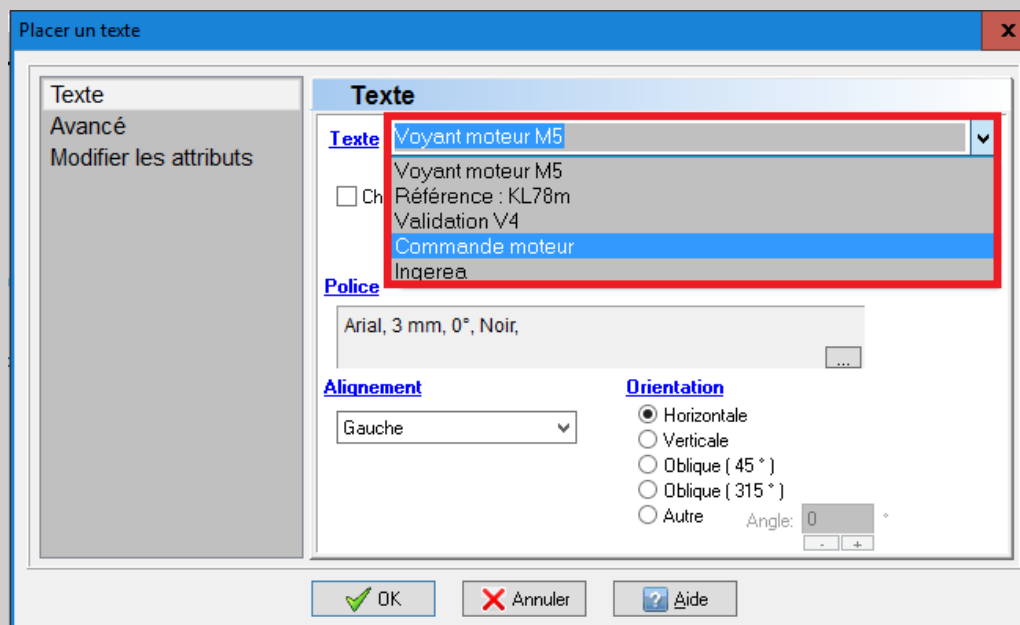 Placer un texte
x
Texte
Avancé
Modifier les attributs
Texte
Texte Voyant moteur M5
Voyant moteur M5
Ch Référence : KL78m
Validation V4
Commande moteur
Ingerea
Police
Arial, 3 mm, 0°, Noir,
...
Alignement
Gauche
Orientation
Horizontale
Verticale
Oblique ( 45 ° )
Oblique ( 315 ° )
Autre Angle: 0 °
- +
OK Annuler Aide